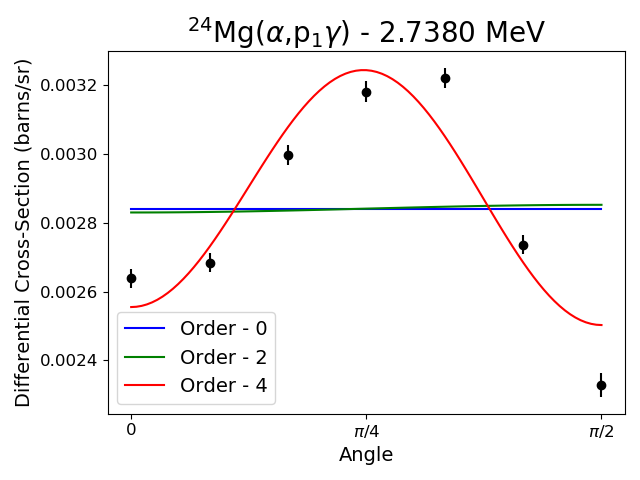 ²⁴Mg(α,p₁γ) - 2.7380 MeV
Differential Cross-Section (barns/sr)
0.0032
0.0030
0.0028
0.0026
0.0024
Order - 0
Order - 2
Order - 4
0
π/4
π/2
Angle